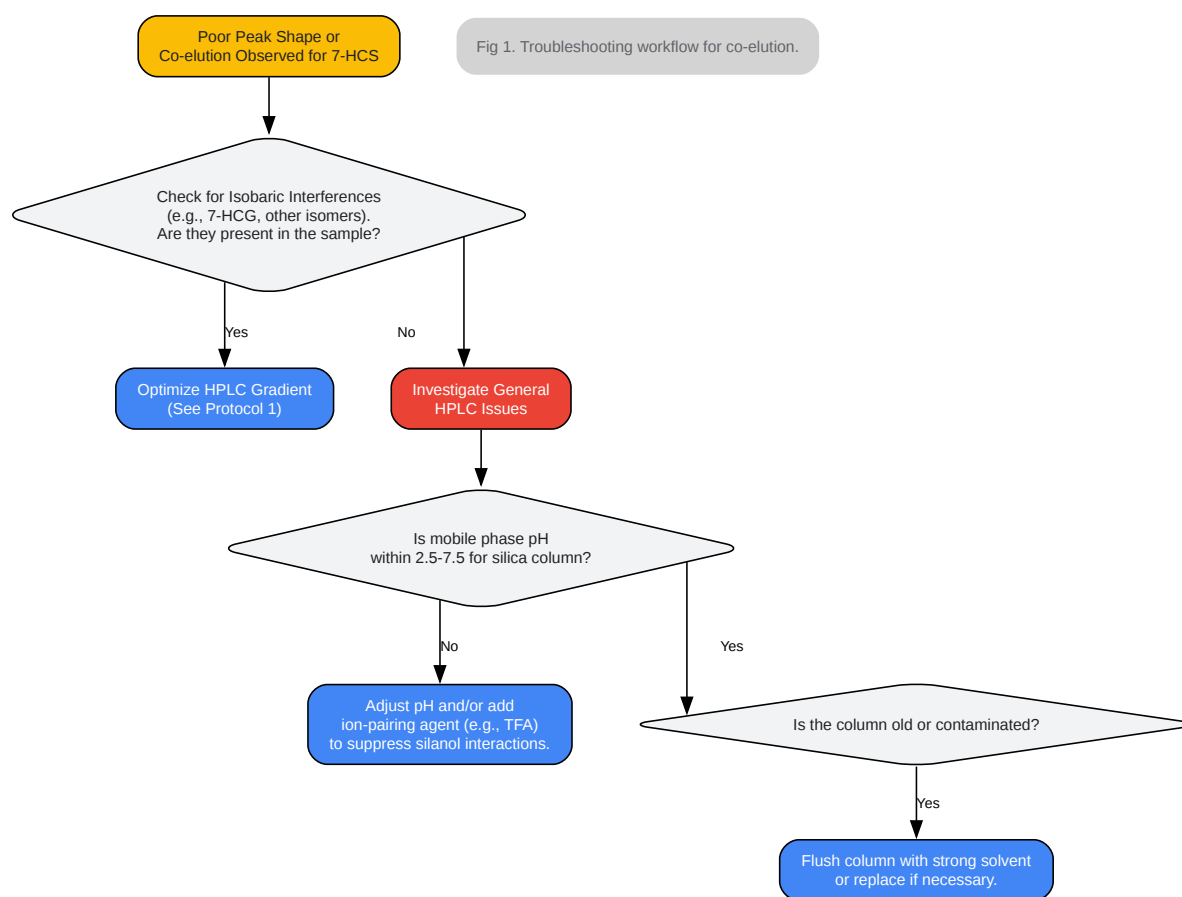 Poor Peak Shape or
Co-elution Observed for 7-HCS
Fig 1. Troubleshooting workflow for co-elution.
Check for Isobaric Interferences
(e.g., 7-HCG, other isomers).
Are they present in the sample?
Yes
No
Optimize HPLC Gradient
(See Protocol 1)
Investigate General
HPLC Issues
Is mobile phase pH
within 2.5-7.5 for silica column?
No
Yes
Adjust pH and/or add
ion-pairing agent (e.g., TFA)
to suppress silanol interactions.
Is the column old or contaminated?
Yes
Flush column with strong solvent
or replace if necessary.